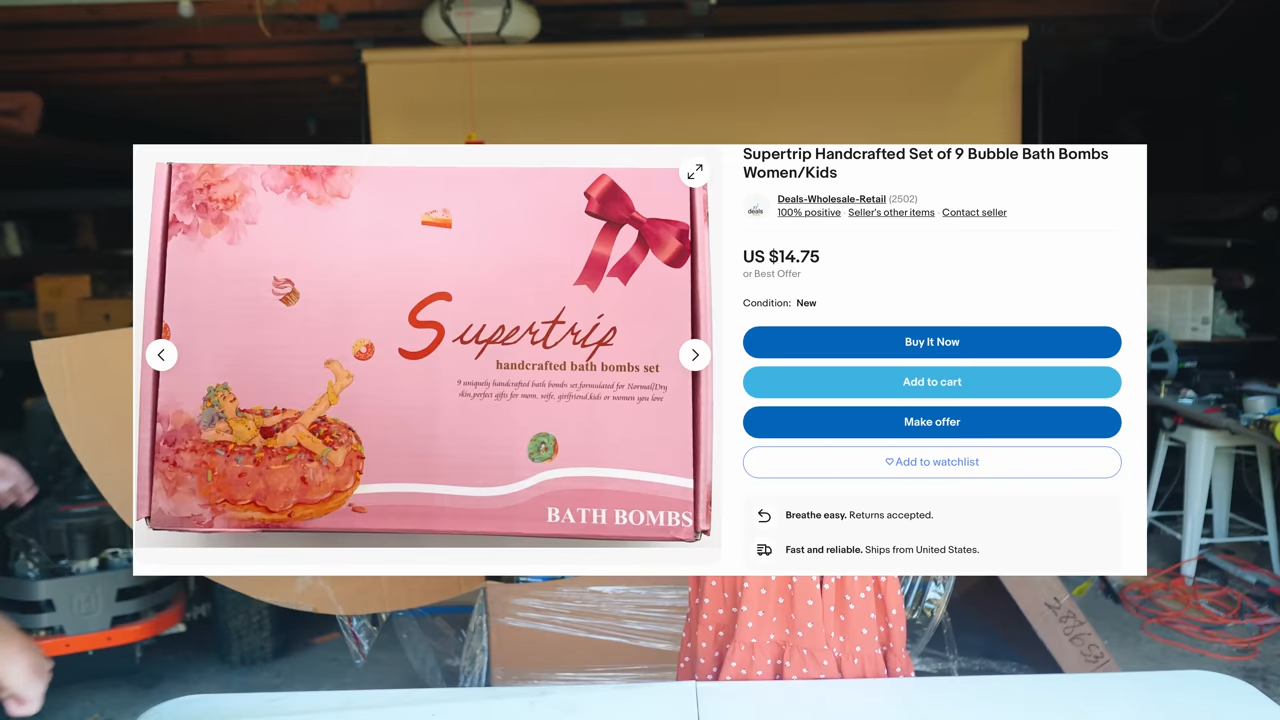 Supertrip
handcrafted bath bombs set
9 uniquely handcrafted bath bombs set,formulated for Normal/Dry
skin,perfect gifts for mom, wife, girlfriend,kids or women you love
BATH BOMBS
Supertrip Handcrafted Set of 9 Bubble Bath Bombs
Women/Kids
deals
Deals-Wholesale-Retail (2502)
100% positive · Seller's other items · Contact seller
US $14.75
or Best Offer
Condition: New
Buy It Now
Add to cart
Make offer
Add to watchlist
Breathe easy. Returns accepted.
Fast and reliable. Ships from United States.